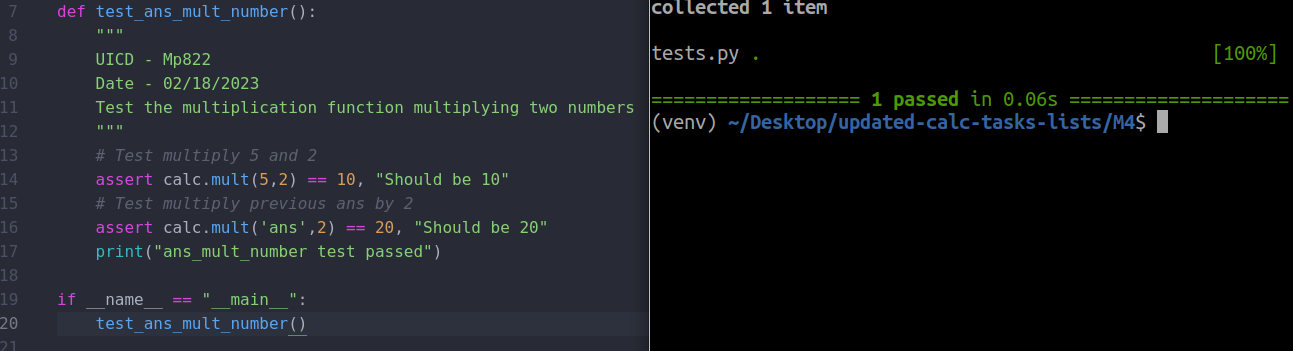 7 def test_ans_mult_number():
8 """
9 UICD - Mp822
10 Date - 02/18/2023
11 Test the multiplication function multiplying two numbers
12 """
13 # Test multiply 5 and 2
14 assert calc.mult(5,2) == 10, "Should be 10"
15 # Test multiply previous ans by 2
16 assert calc.mult('ans',2) == 20, "Should be 20"
17 print("ans_mult_number test passed")
18
19 if __name__ == "__main__":
20 test_ans_mult_number()
21
collected 1 item
tests.py . [100%]
=================== 1 passed in 0.06s ====================
(venv) ~/Desktop/updated-calc-tasks-lists/M4$